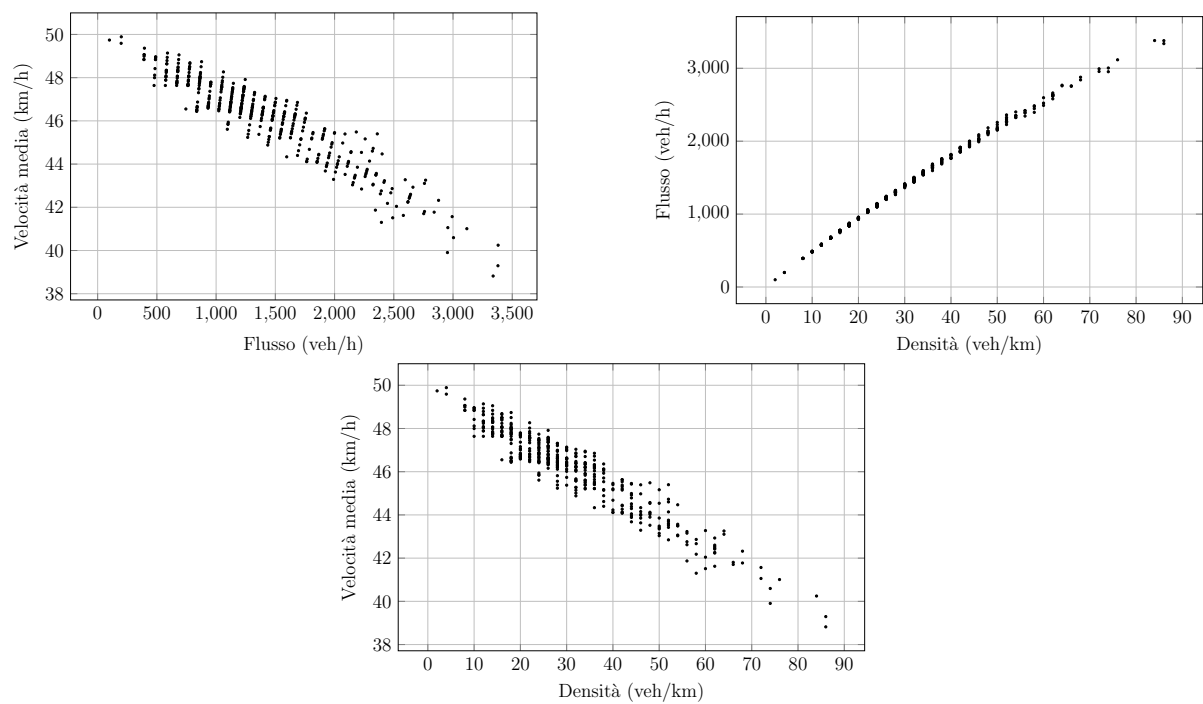 50
48
46
44
42
40
38
Velocità media (km/h)
0 500 1,000 1,500 2,000 2,500 3,000 3,500
Flusso (veh/h)
3,000
2,000
1,000
0
Flusso (veh/h)
0 10 20 30 40 50 60 70 80 90
Densità (veh/km)
50
48
46
44
42
40
38
Velocità media (km/h)
0 10 20 30 40 50 60 70 80 90
Densità (veh/km)